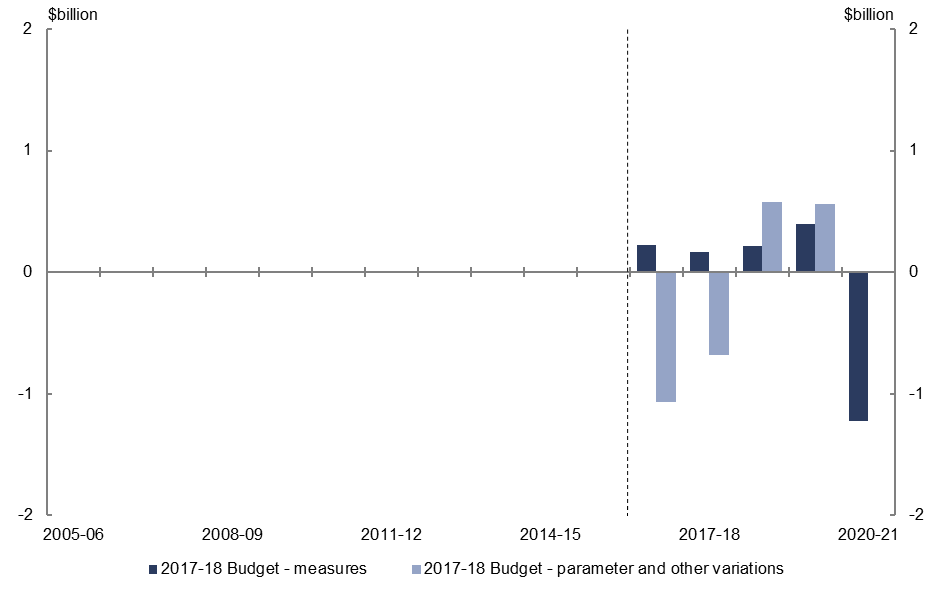 $billion $billion
2 2
1 1
0 0
-1 -1
-2 -2
2005-06 2008-09 2011-12 2014-15 2017-18 2020-21
2017-18 Budget - measures 2017-18 Budget - parameter and other variations